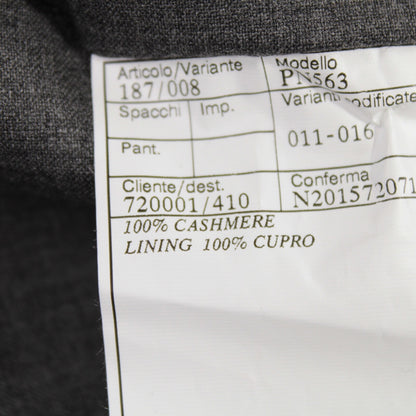 Articolo/Variante Modello
187/008 PN563
Spacchi Imp.
011-016
Pant.
Cliente/dest. Conferma
720001/410 N201572071
100% CASHMERE
LINING 100% CUPRO